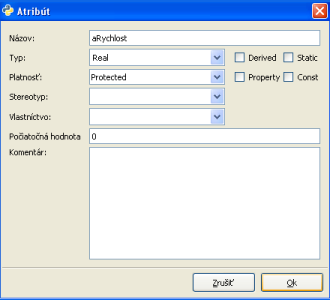 Atribút
Názov: aRychlost
Typ: Real Derived Static
Platnosť: Protected Property Const
Stereotyp:
Vlastníctvo:
Počiatočná hodnota 0
Komentár:
Zrušiť Ok